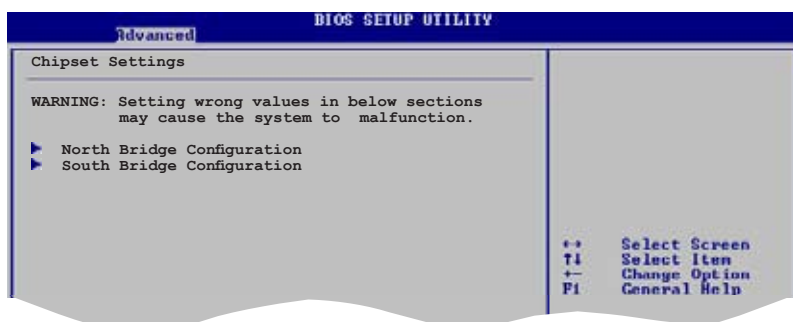 BIOS SETUP UTILITY
Advanced
Chipset Settings
WARNING: Setting wrong values in below sections
may cause the system to malfunction.
North Bridge Configuration
South Bridge Configuration
↔ Select Screen
↑↓ Select Item
+- Change Option
F1 General Help